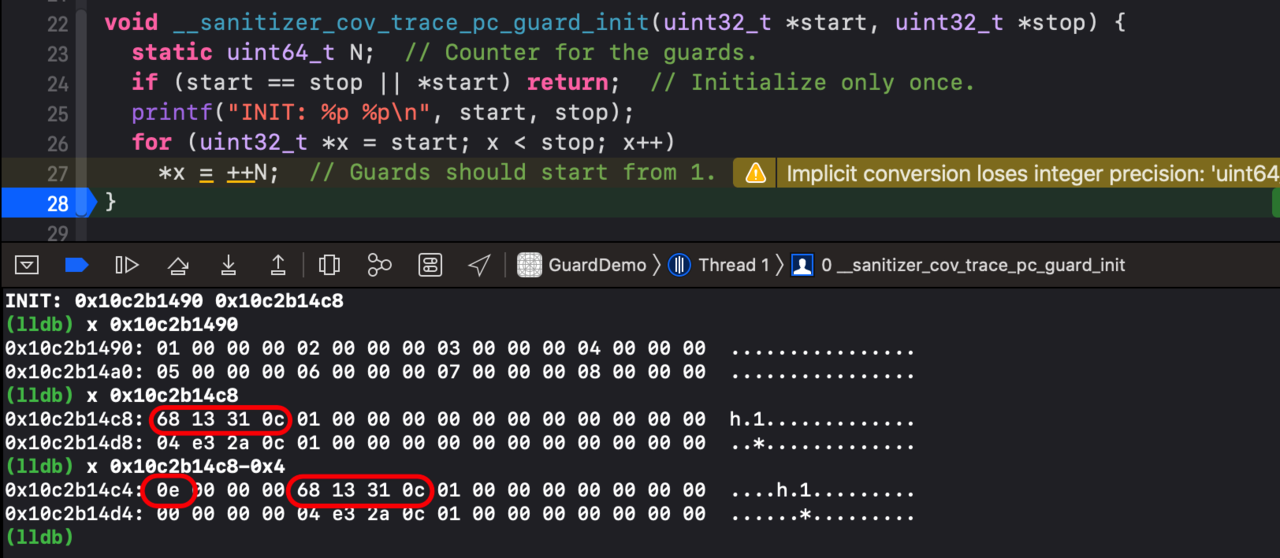 22 void __sanitizer_cov_trace_pc_guard_init(uint32_t *start, uint32_t *stop) {
23 static uint64_t N;  // Counter for the guards.
24 if (start == stop || *start) return;  // Initialize only once.
25 printf("INIT: %p %p\n", start, stop);
26 for (uint32_t *x = start; x < stop; x++)
27 *x = ++N;  // Guards should start from 1. Implicit conversion loses integer precision: 'uint64
28 }
29
GuardDemo Thread 1 0 __sanitizer_cov_trace_pc_guard_init
INIT: 0x10c2b1490 0x10c2b14c8
(lldb) x 0x10c2b1490
0x10c2b1490: 01 00 00 00 02 00 00 00 03 00 00 00 04 00 00 00  ................
0x10c2b14a0: 05 00 00 00 06 00 00 00 07 00 00 00 08 00 00 00  ................
(lldb) x 0x10c2b14c8
0x10c2b14c8: 68 13 31 0c 01 00 00 00 00 00 00 00 00 00 00 00  h.1.............
0x10c2b14d8: 04 e3 2a 0c 01 00 00 00 00 00 00 00 00 00 00 00  ..*.............
(lldb) x 0x10c2b14c8-0x4
0x10c2b14c4: 0e 00 00 00 68 13 31 0c 01 00 00 00 00 00 00 00  ....h.1.........
0x10c2b14d4: 00 00 00 00 04 e3 2a 0c 01 00 00 00 00 00 00 00  ......*.........
(lldb)